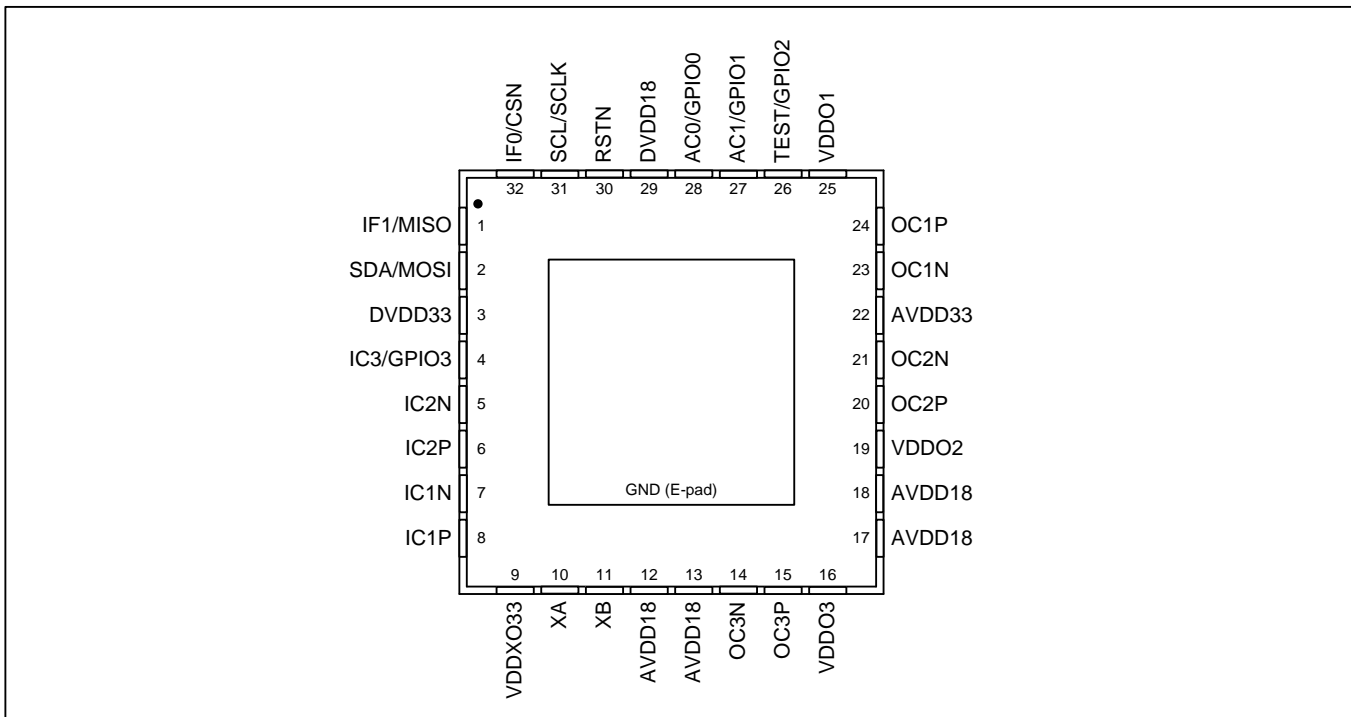 IF0/CSN
SCL/SCLK
RSTN
DVDD18
AC0/GPIO0
AC1/GPIO1
TEST/GPIO2
VDDO1
32 31 30 29 28 27 26 25
IF1/MISO 1
SDA/MOSI 2
DVDD33 3
IC3/GPIO3 4
IC2N 5
IC2P 6
IC1N 7
IC1P 8
24 OC1P
23 OC1N
22 AVDD33
21 OC2N
20 OC2P
19 VDDO2
18 AVDD18
17 AVDD18
GND (E-pad)
9 10 11 12 13 14 15 16
VDDXO33
XA
XB
AVDD18
AVDD18
OC3N
OC3P
VDDO3